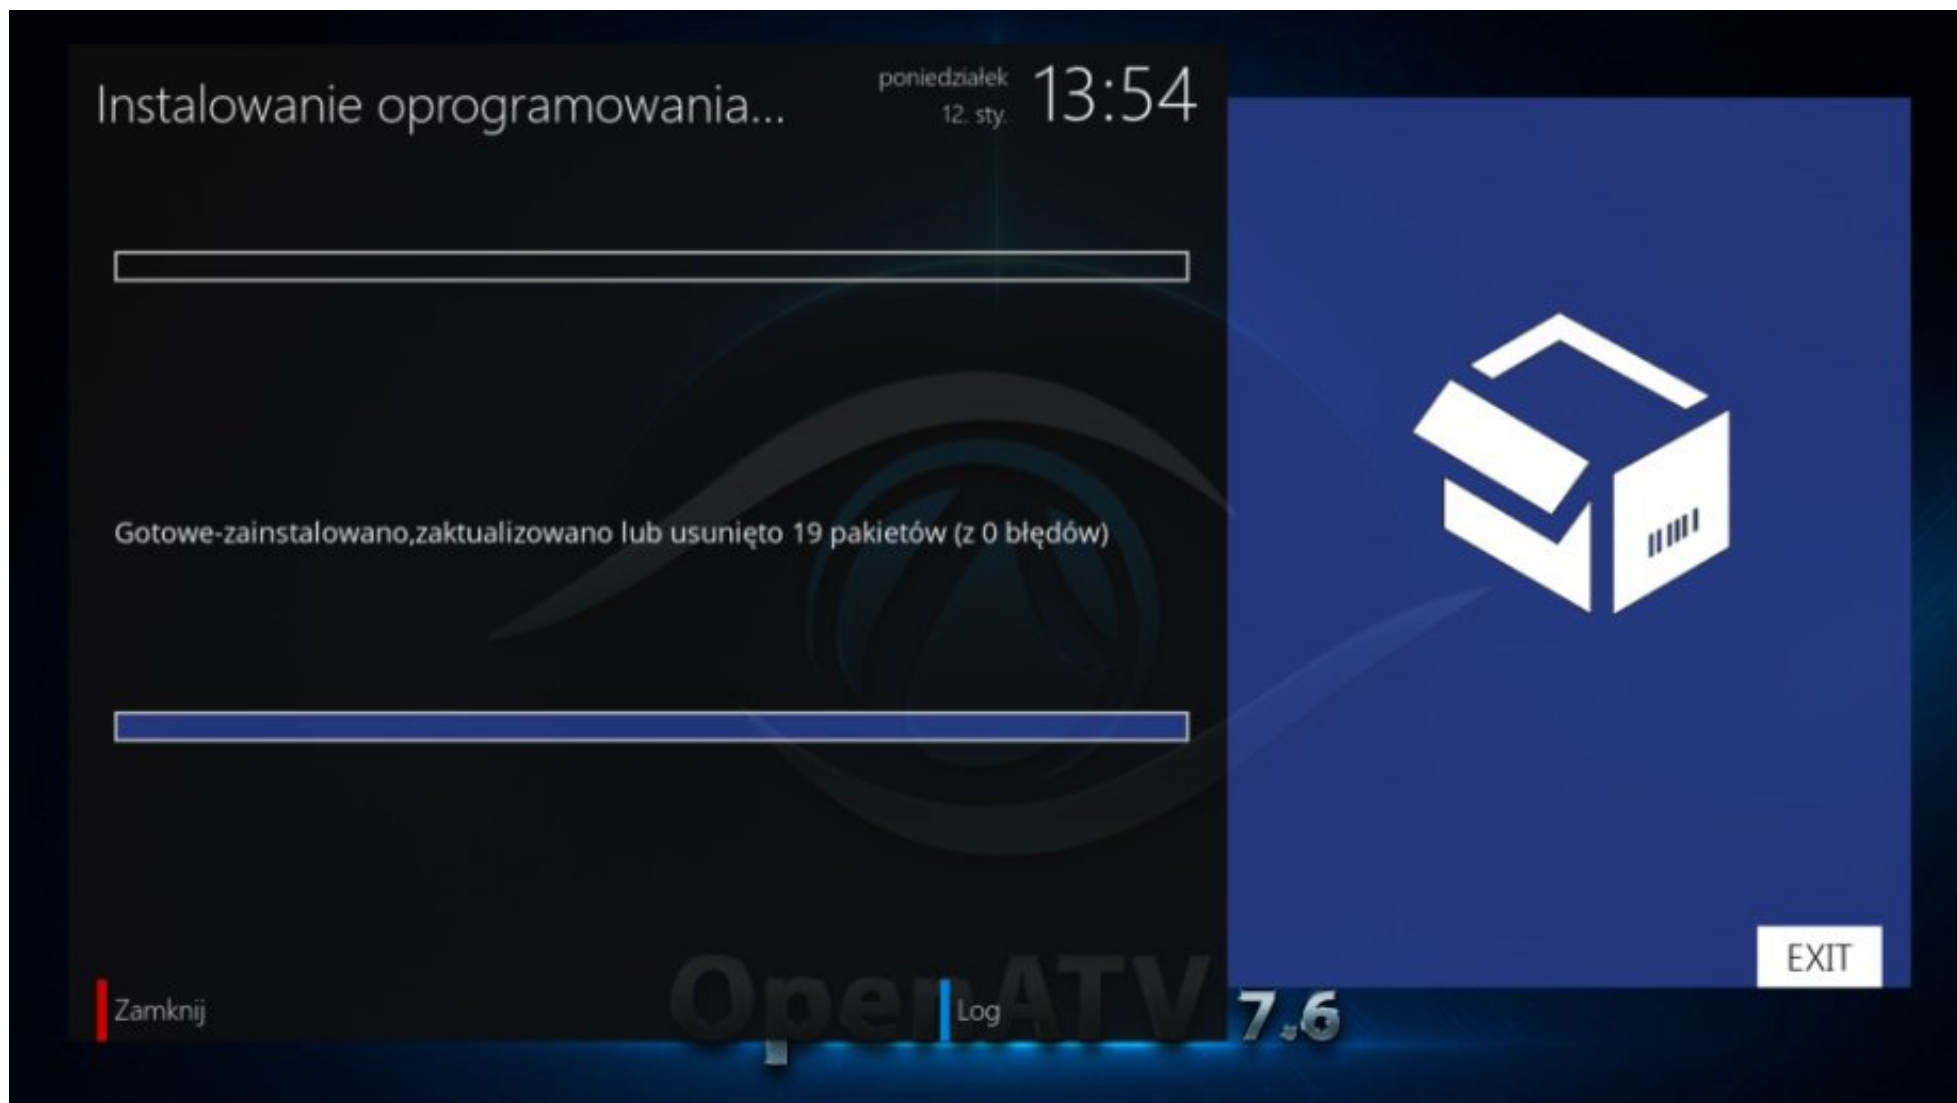 Instalowanie oprogramowania...
poniedziałek
12. sty.
13:54
Gotowe-zainstalowano,zaktualizowano lub usunięto 19 pakietów (z 0 błędów)
EXIT
Zamknij
Log
OpenATV 7.6